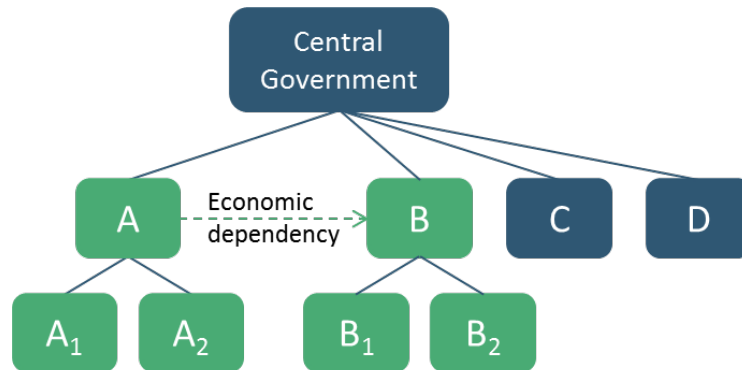 Central
Government
A
Economic
dependency
B
C
D
A₁
A₂
B₁
B₂